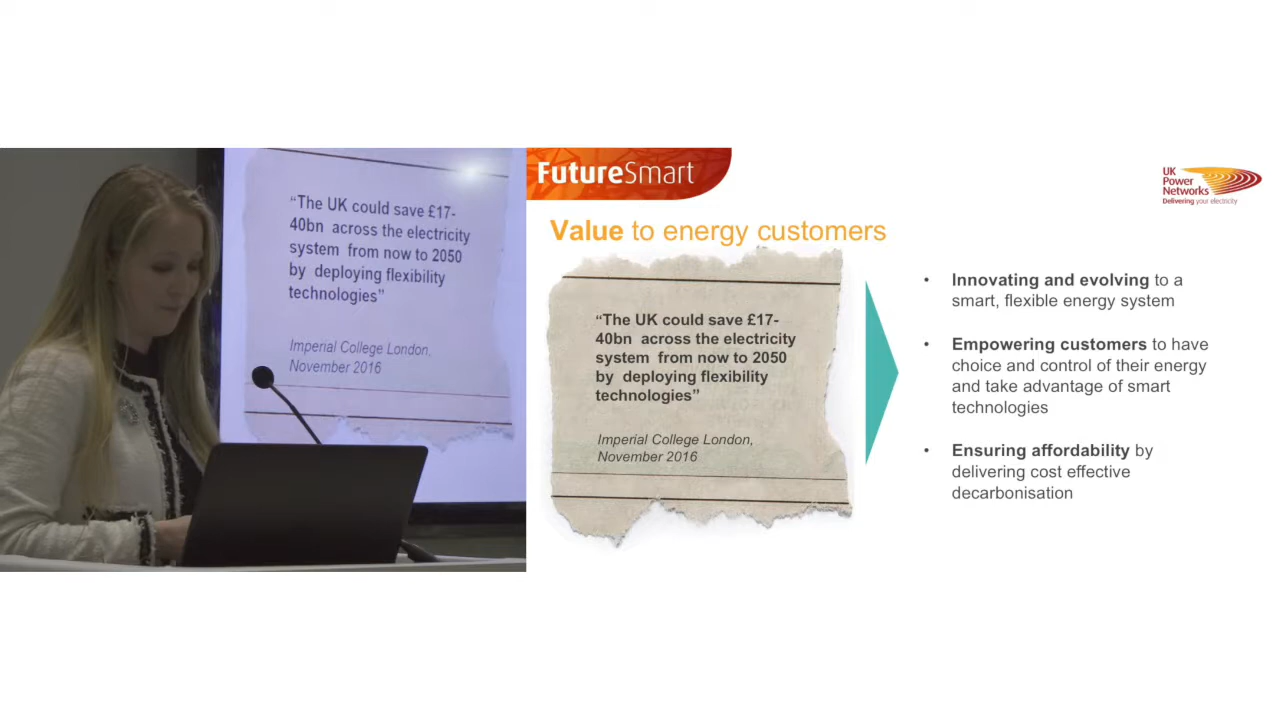 “The UK could save £17-
40bn across the electricity
system from now to 2050
by deploying flexibility
technologies”
Imperial College London,
November 2016
FutureSmart
UK
Power
Networks
Delivering your electricity
Value to energy customers
“The UK could save £17-
40bn across the electricity
system from now to 2050
by deploying flexibility
technologies”
Imperial College London,
November 2016
• Innovating and evolving to a
smart, flexible energy system
• Empowering customers to have
choice and control of their energy
and take advantage of smart
technologies
• Ensuring affordability by
delivering cost effective
decarbonisation